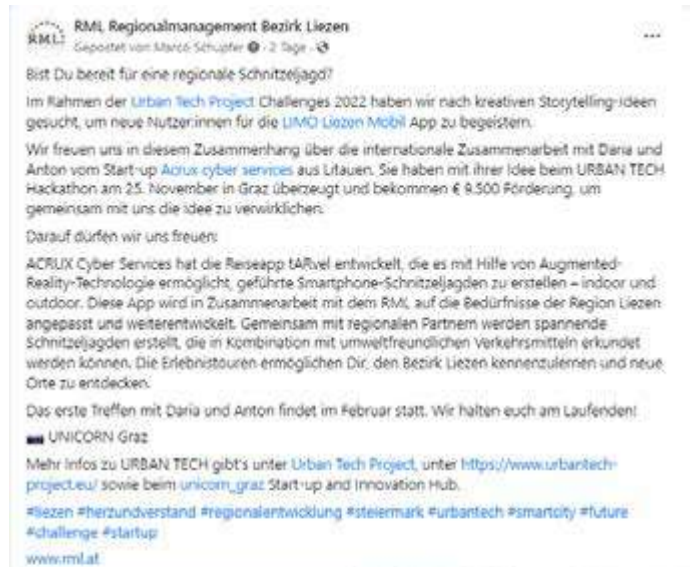 RML Regionalmanagement Bezirk Liezen
RML
Gepostet von Marco Schupfer · 2 Tage ·
Bist Du bereit für eine regionale Schnitzeljagd?
Im Rahmen der Urban Tech Project Challenges 2022 haben wir nach kreativen Storytelling-Ideen
gesucht, um neue Nutzer:innen für die LIMO Liezen Mobil App zu begeistern.
Wir freuen uns in diesem Zusammenhang über die internationale Zusammenarbeit mit Daria und
Anton vom Start-up Acrux cyber services aus Litauen. Sie haben mit ihrer Idee beim URBAN TECH
Hackathon am 25. November in Graz überzeugt und bekommen € 9.500 Förderung, um
gemeinsam mit uns die Idee zu verwirklichen.
Darauf dürfen wir uns freuen:
ACRUX Cyber Services hat die Reiseapp tARvel entwickelt, die es mit Hilfe von Augmented-
Reality-Technologie ermöglicht, geführte Smartphone-Schnitzeljagden zu erstellen – indoor und
outdoor. Diese App wird in Zusammenarbeit mit dem RML auf die Bedürfnisse der Region Liezen
angepasst und weiterentwickelt. Gemeinsam mit regionalen Partnern werden spannende
Schnitzeljagden erstellt, die in Kombination mit umweltfreundlichen Verkehrsmitteln erkundet
werden können. Die Erlebnistouren ermöglichen Dir, den Bezirk Liezen kennenzulernen und neue
Orte zu entdecken.
Das erste Treffen mit Daria und Anton findet im Februar statt. Wir halten euch am Laufenden!
📷 UNICORN Graz
Mehr Infos zu URBAN TECH gibt's unter Urban Tech Project, unter https://www.urbantech-
project.eu/ sowie beim unicorn_graz Start-up and Innovation Hub.
#liezen #herzundverstand #regionalentwicklung #steiermark #urbantech #smartcity #future
#challenge #startup
www.rml.at